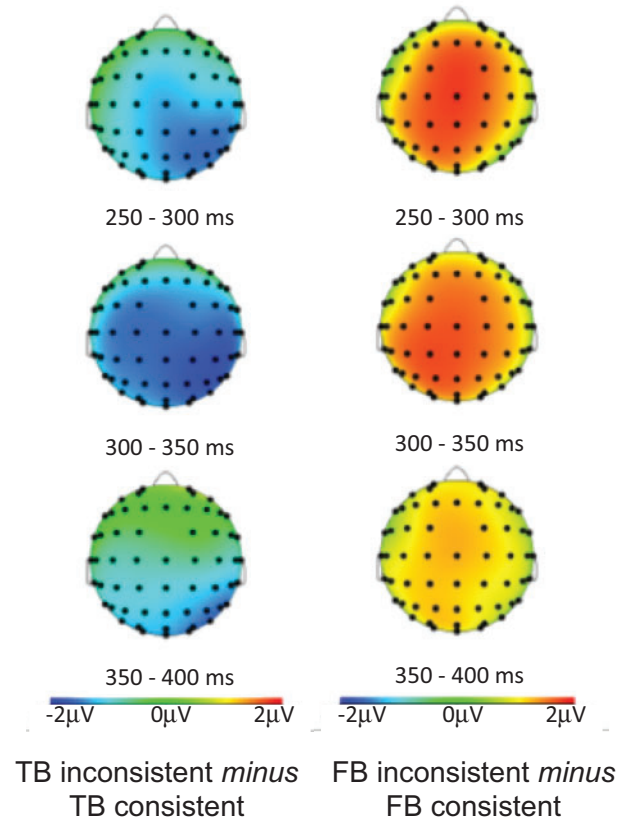 250 - 300 ms 250 - 300 ms
300 - 350 ms 300 - 350 ms
350 - 400 ms 350 - 400 ms
-2µV 0µV 2µV -2µV 0µV 2µV
TB inconsistent minus FB inconsistent minus
TB consistent FB consistent